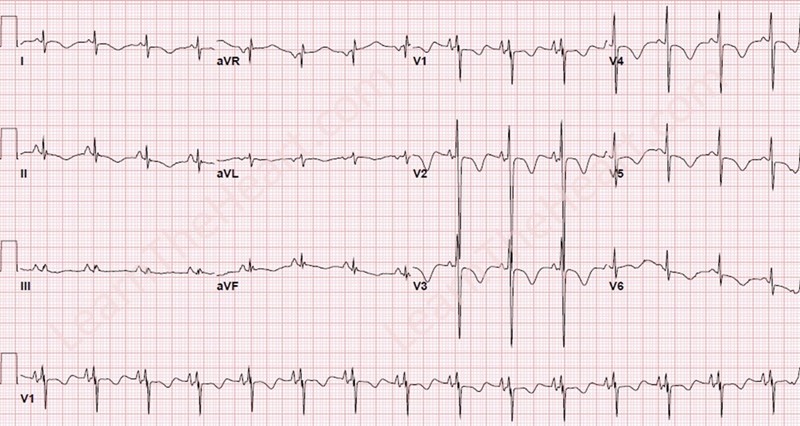 I aVR V1 V4
II aVL V2 V5
III aVF V3 V6
V1
LearnTheHeart.com
LearnTheHeart.com